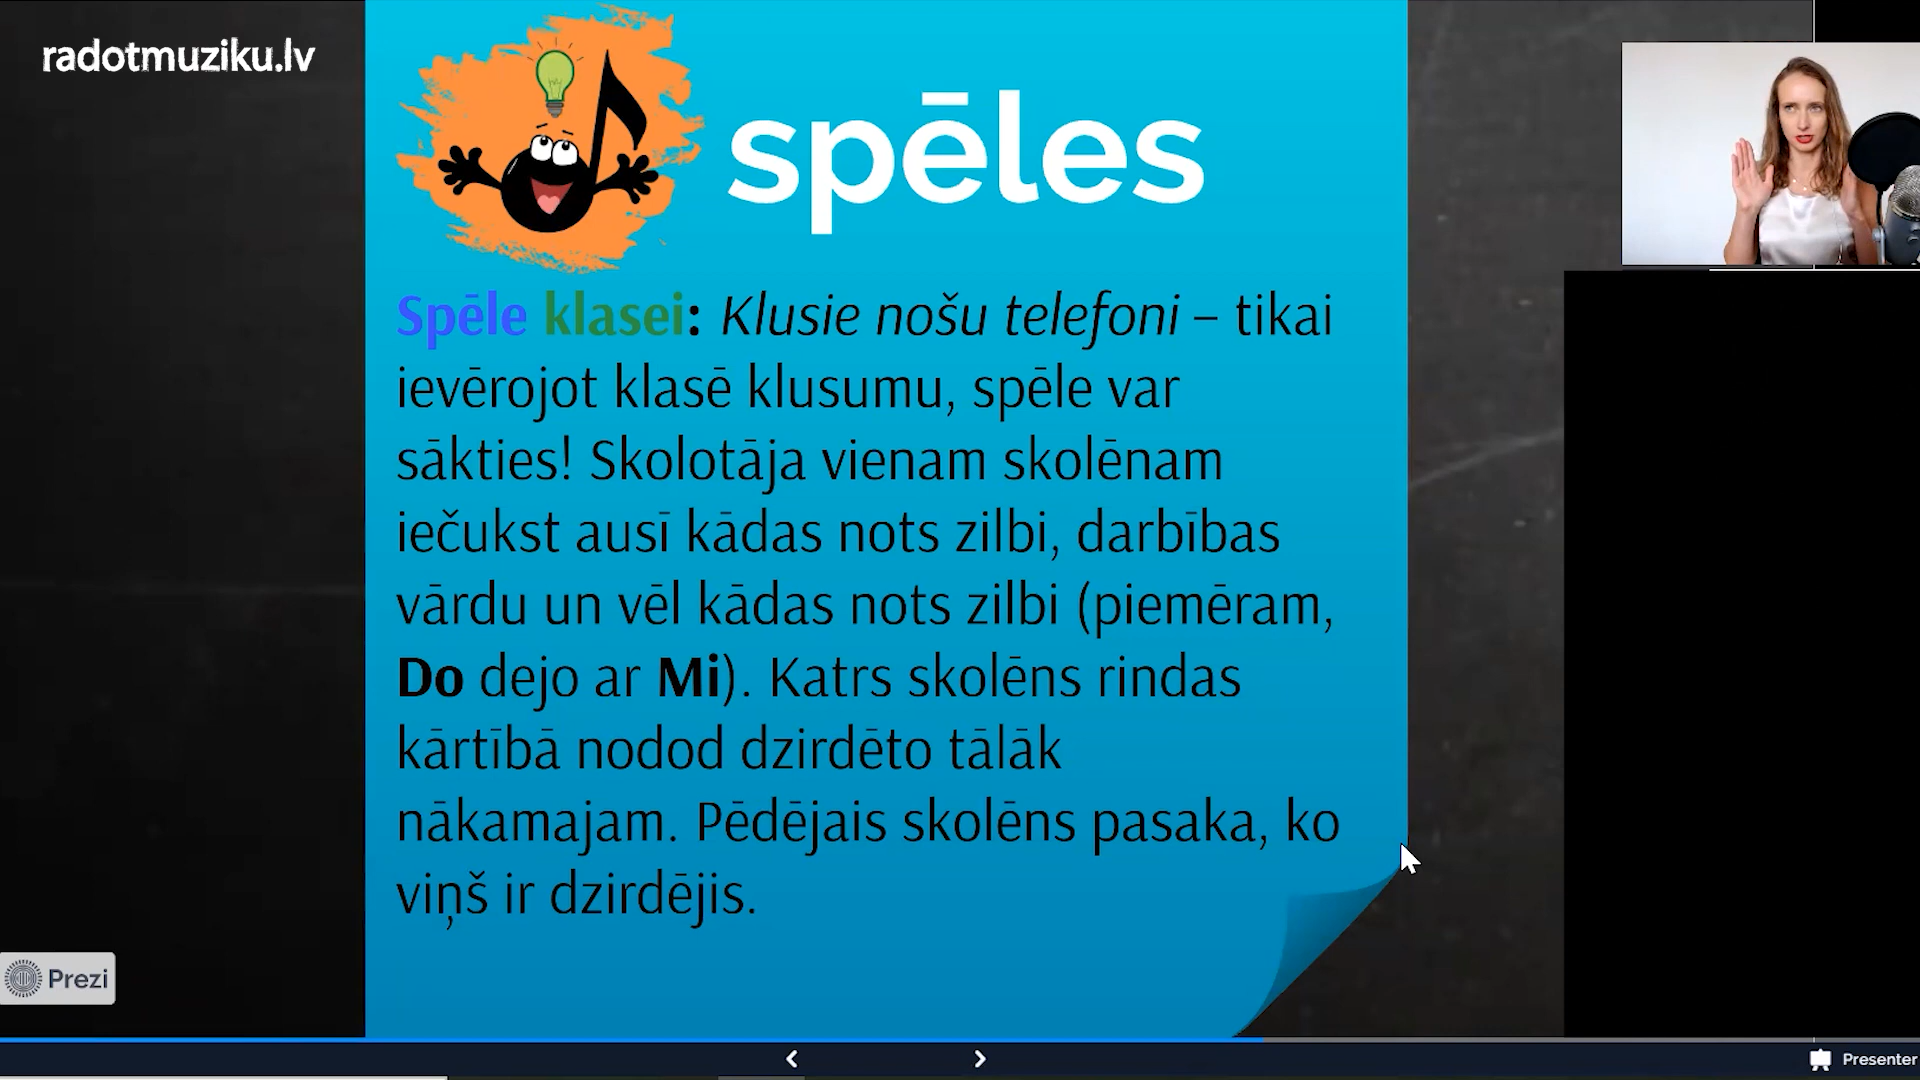 radotmuziku.lv
spēles
Spēle klasei: Klusie nošu telefoni – tikai
ievērojot klasē klusumu, spēle var
sākties! Skolotāja vienam skolēnam
iečukst ausī kādas nots zilbi, darbības
vārdu un vēl kādas nots zilbi (piemēram,
Do dejo ar Mi). Katrs skolēns rindas
kārtībā nodod dzirdēto tālāk
nākamajam. Pēdējais skolēns pasaka, ko
viņš ir dzirdējis.
Prezi
Presenter